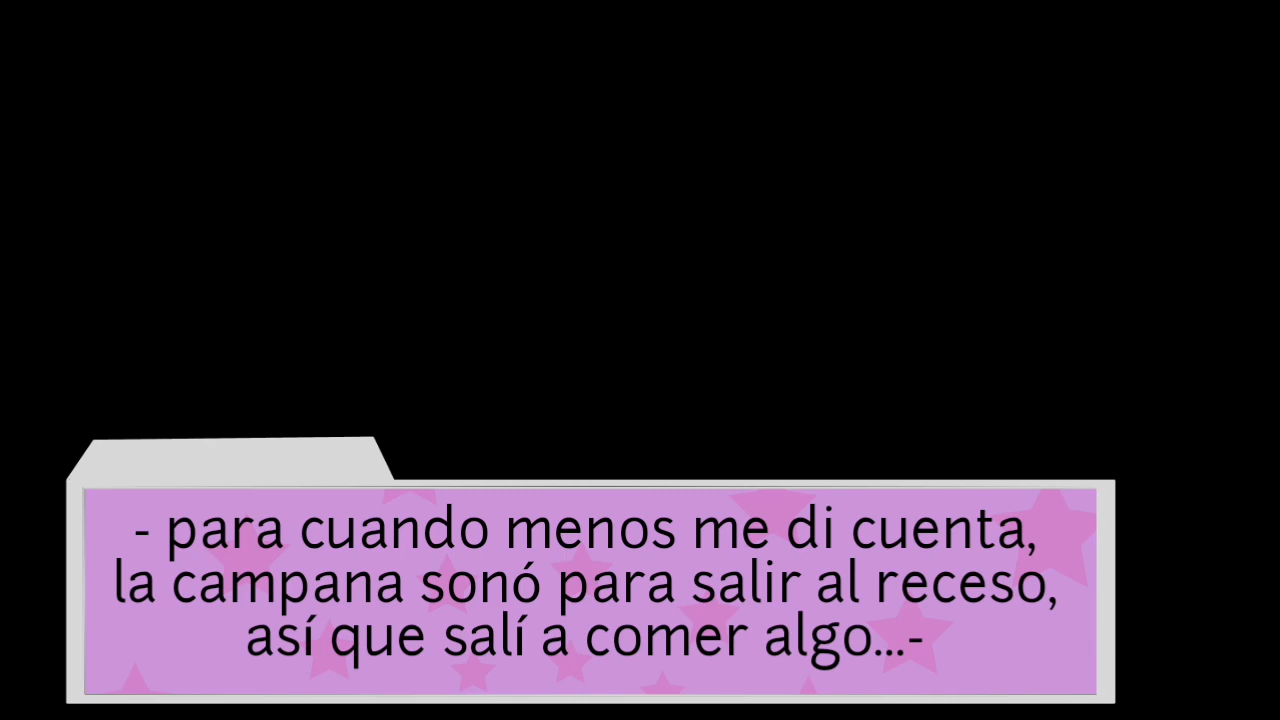 - para cuando menos me di cuenta,
la campana sonó para salir al receso,
así que salí a comer algo...-